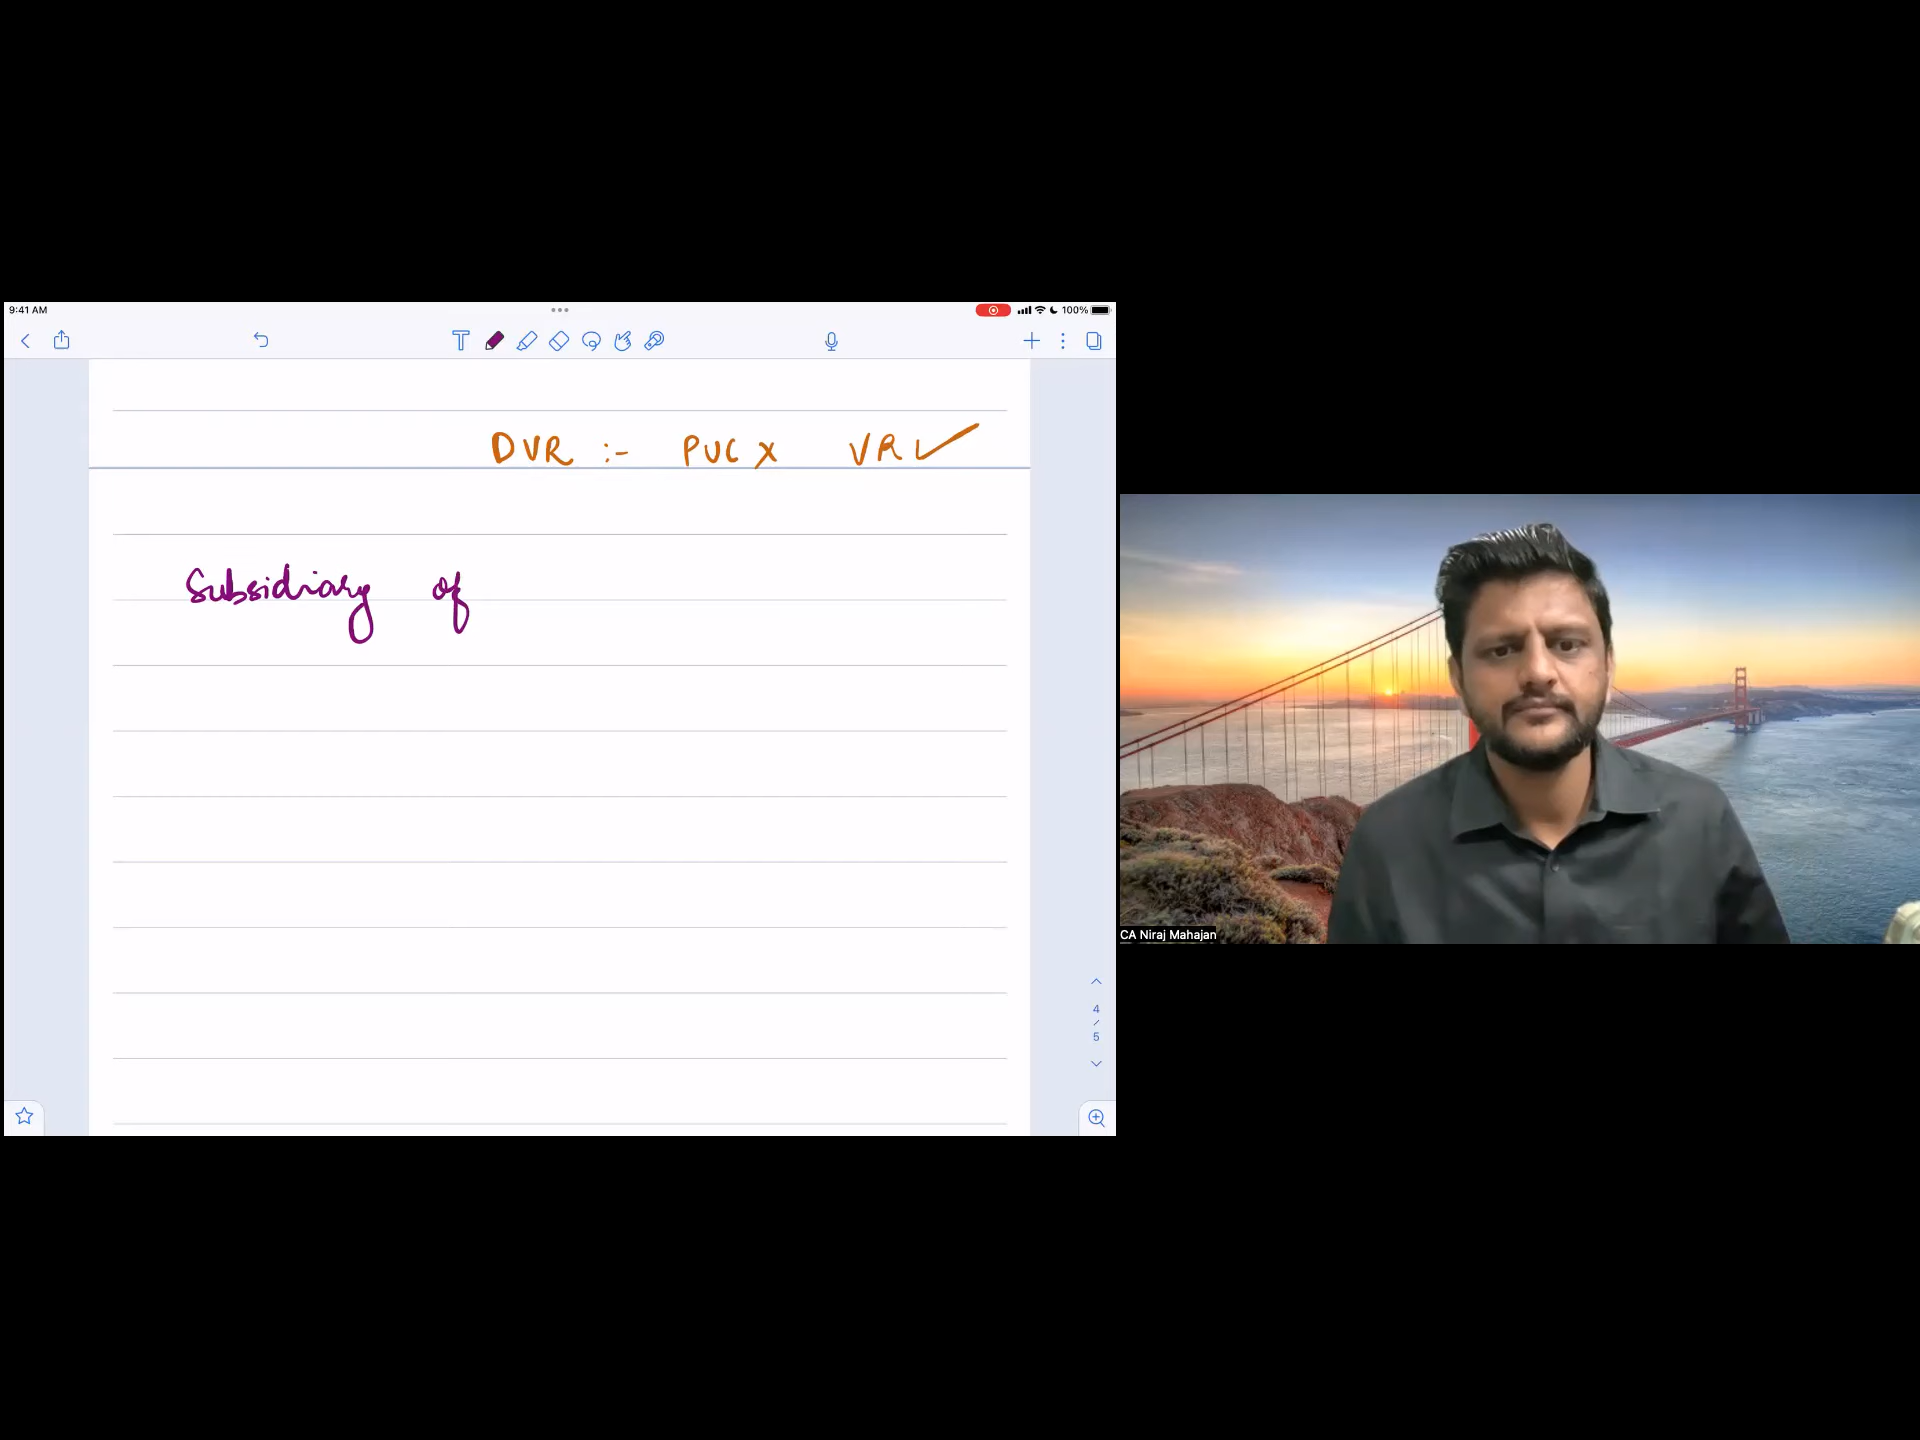 9:41 AM
100%
DVR :- PUC x VR ✓
Subsidiary of
4
/
5
CA Niraj Mahajan